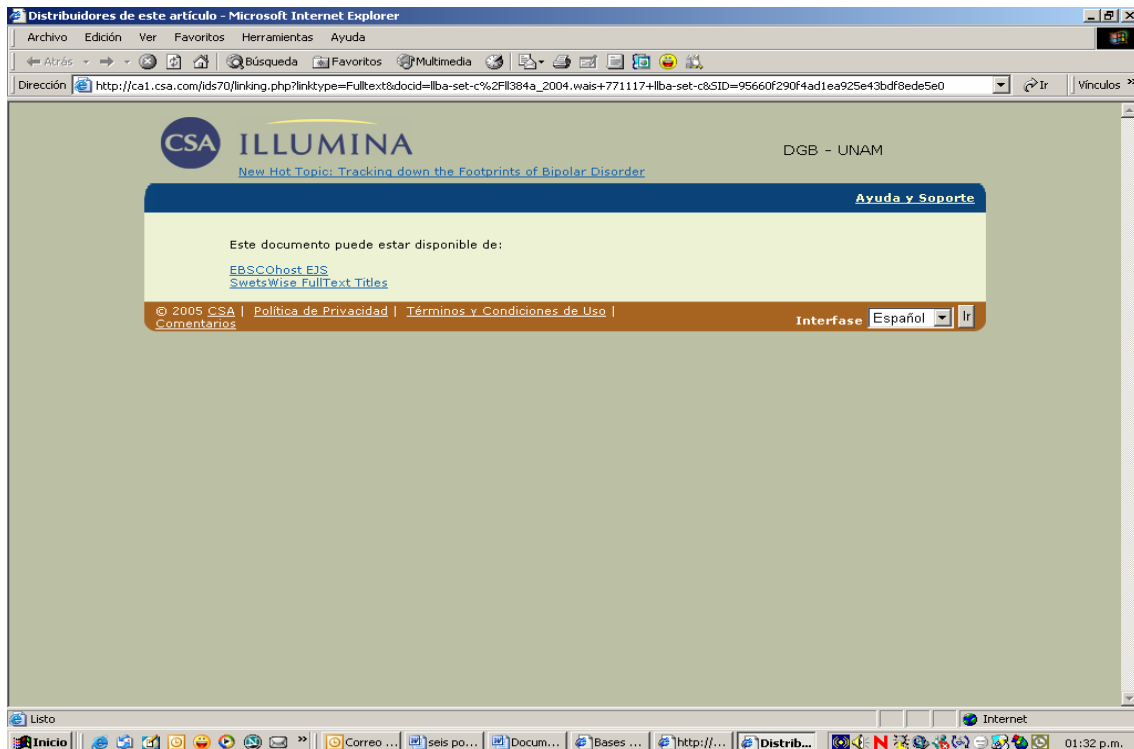 Distribuidores de este artículo - Microsoft Internet Explorer
Archivo Edición Ver Favoritos Herramientas Ayuda
Atrás Búsqueda Favoritos Multimedia
Dirección http://ca1.csa.com/ids70/linking.php?linktype=Fulltext&docid=llba-set-c%2Fll384a_2004.wais+771117+llba-set-c&SID=95660f290f4ad1ea925e43bdf8ede5e0 Ir Vínculos »
CSA ILLUMINA
DGB - UNAM
New Hot Topic: Tracking down the Footprints of Bipolar Disorder
Ayuda y Soporte
Este documento puede estar disponible de:
EBSCOhost EJS
SwetsWise FullText Titles
© 2005 CSA | Política de Privacidad | Términos y Condiciones de Uso |
Comentarios
Interfase Español Ir
Listo Internet
Inicio » Correo ... seis po... Docum... Bases ... http://... Distrib... 01:32 p.m.